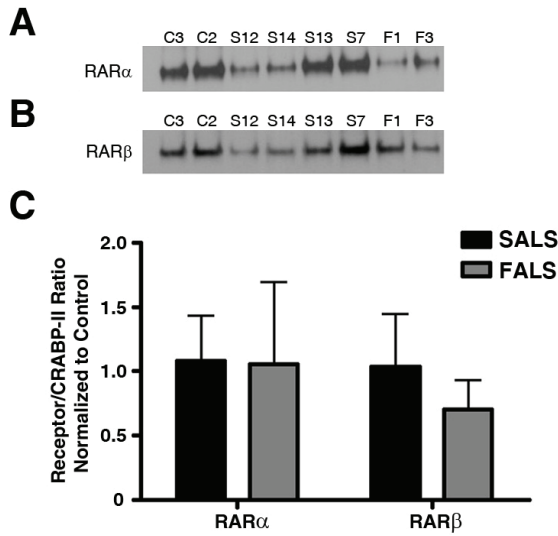 A
C3 C2 S12 S14 S13 S7 F1 F3
RARα
B
C3 C2 S12 S14 S13 S7 F1 F3
RARβ
C
SALS
FALS
Receptor/CRABP-II Ratio
Normalized to Control
2.0
1.5
1.0
0.5
0
RARα RARβ